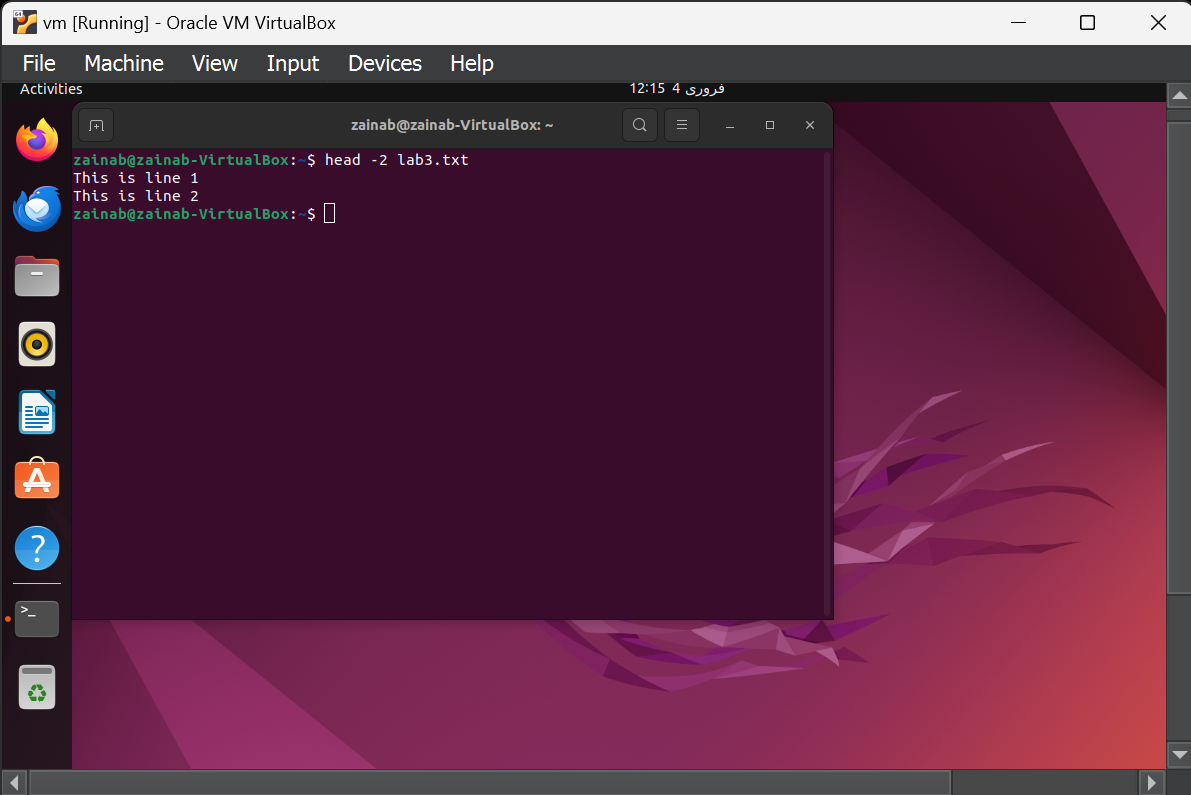 vm [Running] - Oracle VM VirtualBox
File Machine View Input Devices Help
Activities
12:15 4 فروری
zainab@zainab-VirtualBox: ~
zainab@zainab-VirtualBox:~$ head -2 lab3.txt
This is line 1
This is line 2
zainab@zainab-VirtualBox:~$